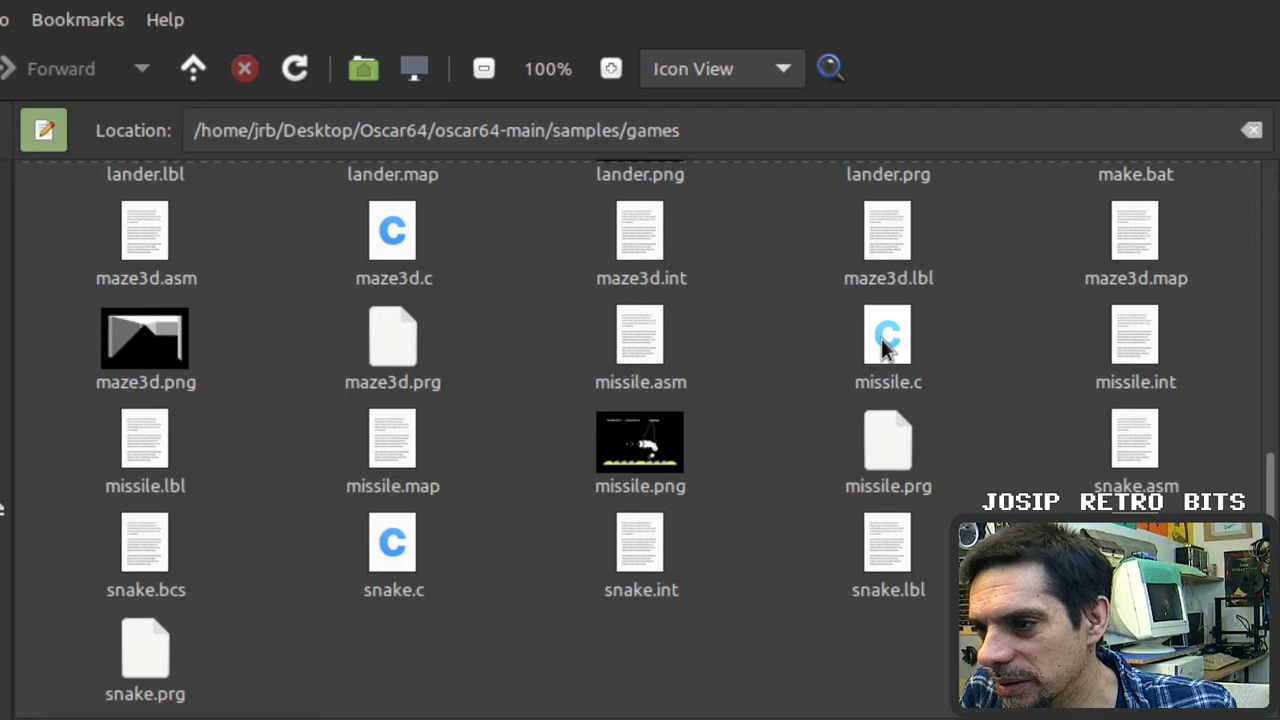 o Bookmarks Help
Forward 100% Icon View
Location: /home/jrb/Desktop/Oscar64/oscar64-main/samples/games
lander.lbl lander.map lander.png lander.prg make.bat
C
maze3d.asm maze3d.c maze3d.int maze3d.lbl maze3d.map
C
maze3d.png maze3d.prg missile.asm missile.c missile.int
missile.lbl missile.map missile.png missile.prg snake.asm
JOSIP RETRO BITS
C
e
snake.bcs snake.c snake.int snake.lbl
snake.prg